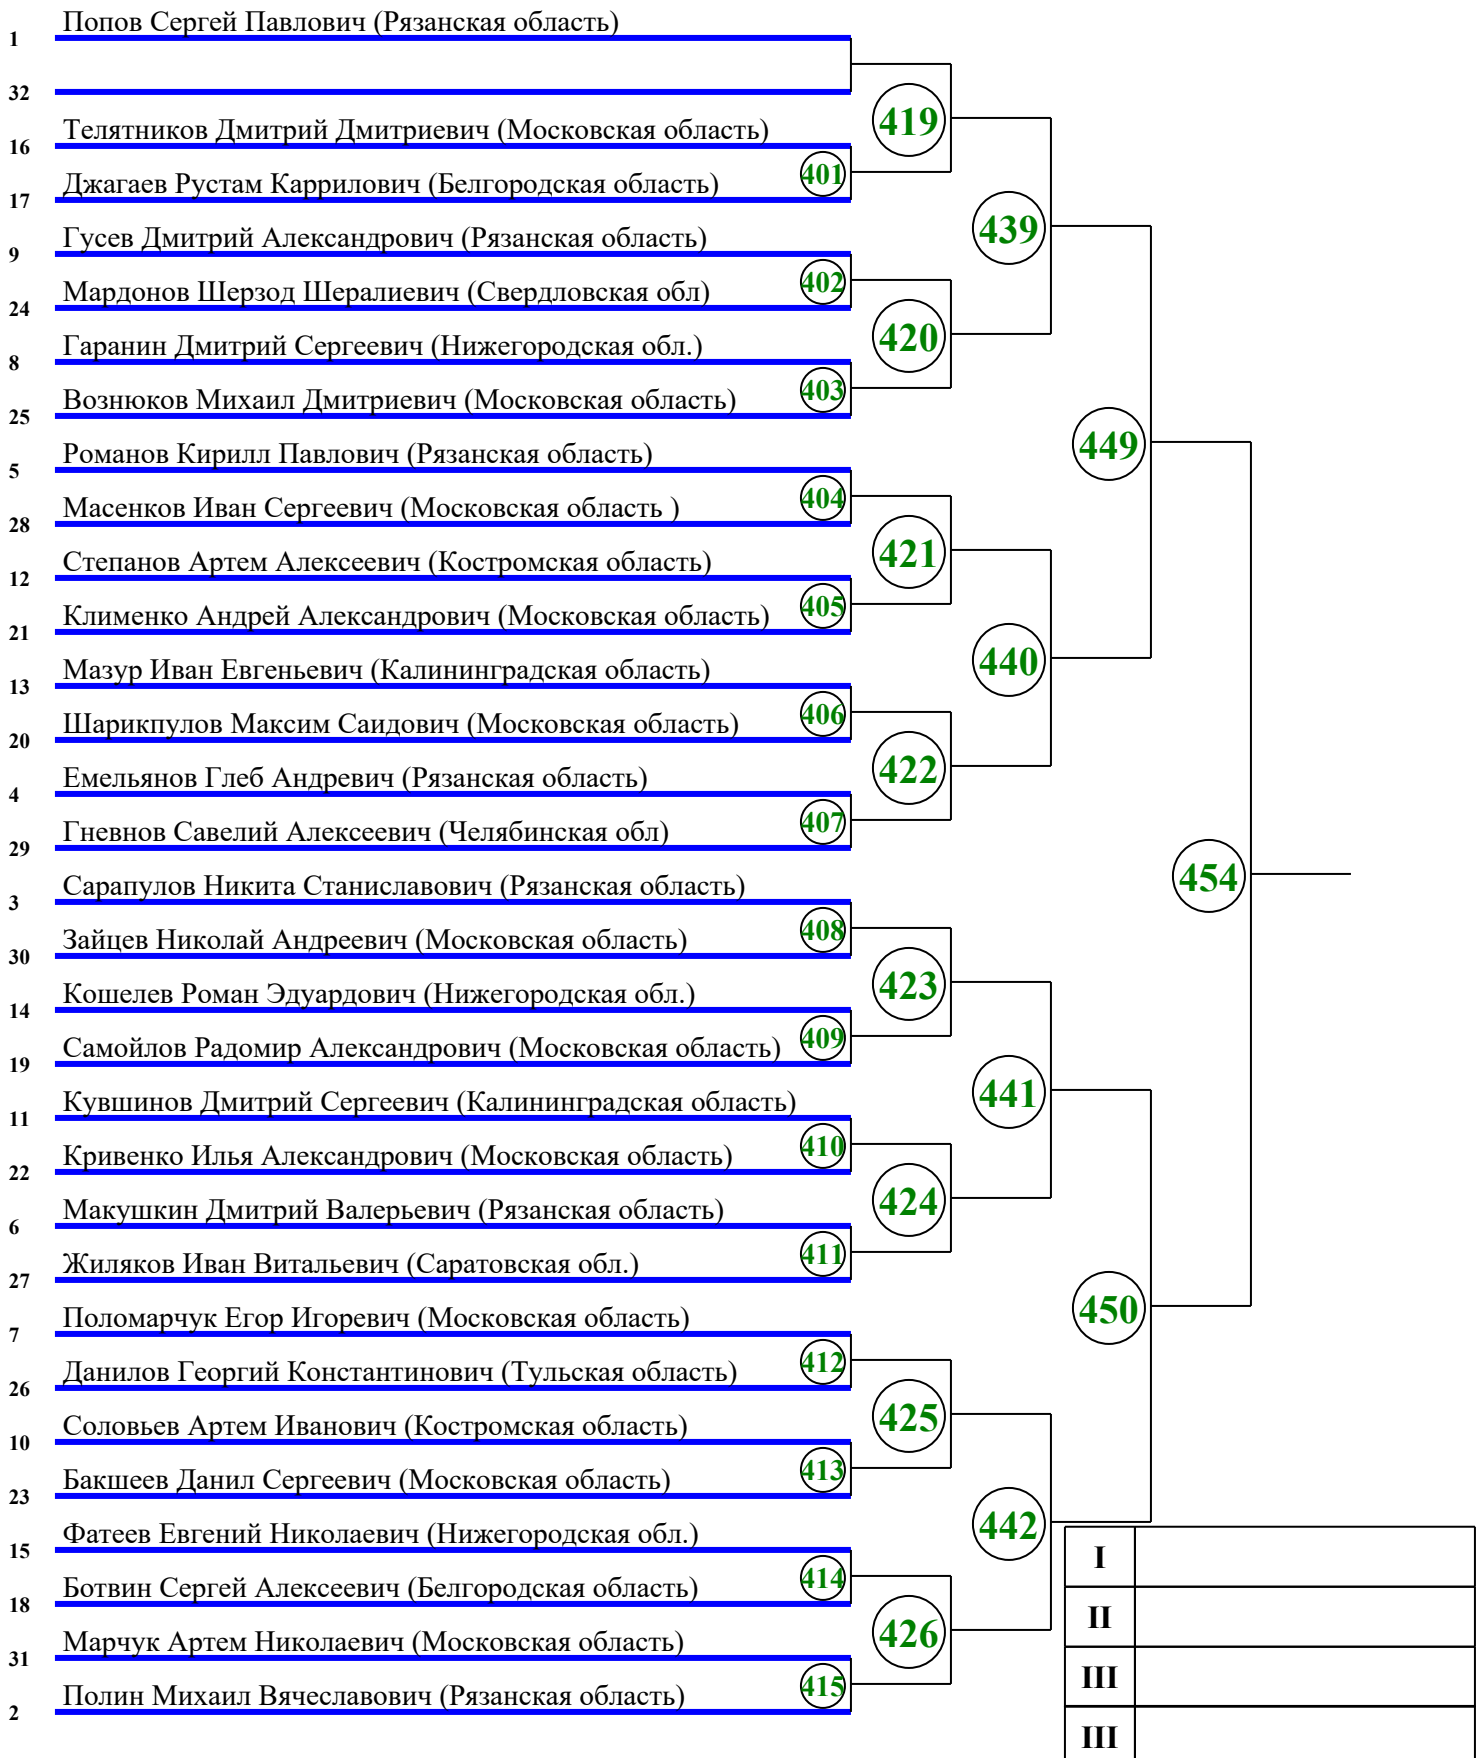 Попов Сергей Павлович (Рязанская область)
1
32
419
Телятников Дмитрий Дмитриевич (Московская область)
16
401
Джагаев Рустам Каррилович (Белгородская область)
17
439
Гусев Дмитрий Александрович (Рязанская область)
9
402
Мардонов Шерзод Шералиевич (Свердловская обл)
24
420
Гаранин Дмитрий Сергеевич (Нижегородская обл.)
8
403
Вознюков Михаил Дмитриевич (Московская область)
25
449
Романов Кирилл Павлович (Рязанская область)
5
404
Масенков Иван Сергеевич (Московская область )
28
421
Степанов Артем Алексеевич (Костромская область)
12
405
Клименко Андрей Александрович (Московская область)
21
440
Мазур Иван Евгеньевич (Калининградская область)
13
406
Шарикпулов Максим Саидович (Московская область)
20
422
Емельянов Глеб Андревич (Рязанская область)
4
407
Гневнов Савелий Алексеевич (Челябинская обл)
29
454
Сарапулов Никита Станиславович (Рязанская область)
3
408
Зайцев Николай Андреевич (Московская область)
30
423
Кошелев Роман Эдуардович (Нижегородская обл.)
14
409
Самойлов Радомир Александрович (Московская область)
19
441
Кувшинов Дмитрий Сергеевич (Калининградская область)
11
410
Кривенко Илья Александрович (Московская область)
22
424
Макушкин Дмитрий Валерьевич (Рязанская область)
6
411
Жиляков Иван Витальевич (Саратовская обл.)
27
450
Поломарчук Егор Игоревич (Московская область)
7
412
Данилов Георгий Константинович (Тульская область)
26
425
Соловьев Артем Иванович (Костромская область)
10
413
Бакшеев Данил Сергеевич (Московская область)
23
442
Фатеев Евгений Николаевич (Нижегородская обл.)
15
I
414
Ботвин Сергей Алексеевич (Белгородская область)
18
II
426
Марчук Артем Николаевич (Московская область)
31
III
415
Полин Михаил Вячеславович (Рязанская область)
2
III